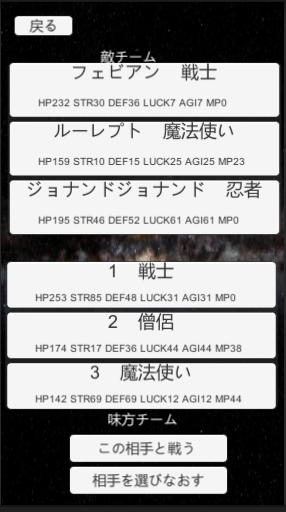 戻る
敵チーム
フェビアン　戦士
HP232 STR30 DEF36 LUCK7 AGI7 MP0
ルーレプト　魔法使い
HP159 STR10 DEF15 LUCK25 AGI25 MP23
ジョナンドジョナンド　忍者
HP195 STR46 DEF52 LUCK61 AGI61 MP0
1　戦士
HP253 STR85 DEF48 LUCK31 AGI31 MP0
2　僧侶
HP174 STR17 DEF36 LUCK44 AGI44 MP38
3　魔法使い
HP142 STR69 DEF69 LUCK12 AGI12 MP44
味方チーム
この相手と戦う
相手を選びなおす